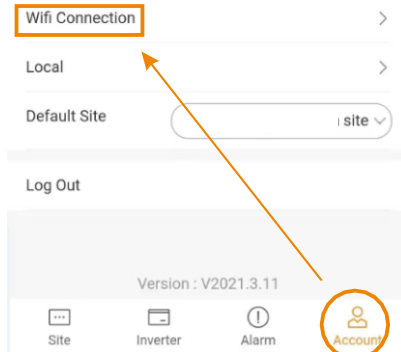 Wifi Connection
Local
Default Site
site
Log Out
Version : V2021.3.11
Site Inverter Alarm Account